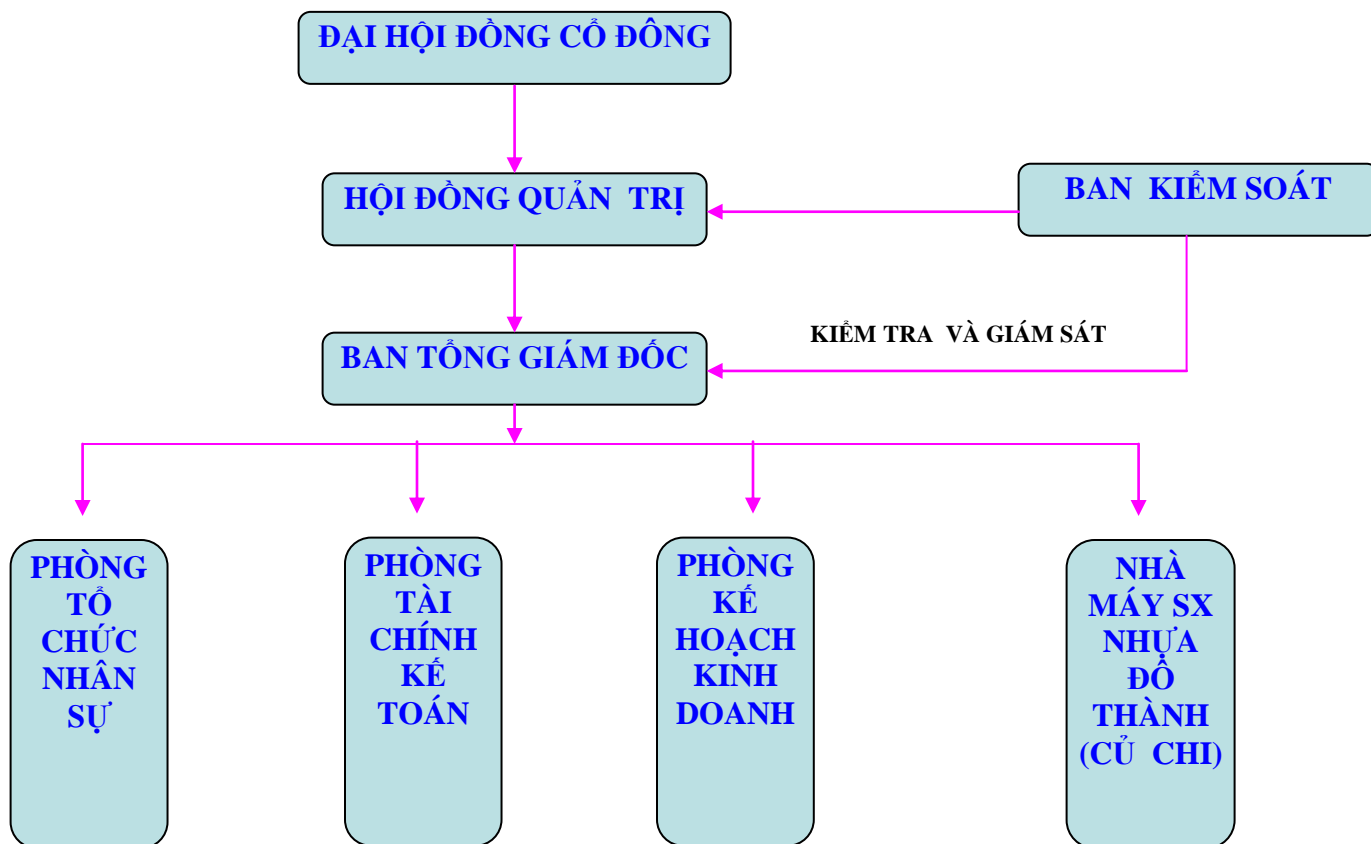 ĐẠI HỘI ĐỒNG CỔ ĐÔNG
HỘI ĐỒNG QUẢN TRỊ
BAN KIỂM SOÁT
KIỂM TRA VÀ GIÁM SÁT
BAN TỔNG GIÁM ĐỐC
PHÒNG
TỔ
CHỨC
NHÂN
SỰ
PHÒNG
TÀI
CHÍNH
KẾ
TOÁN
PHÒNG
KẾ
HOẠCH
KINH
DOANH
NHÀ
MÁY SX
NHỰA
ĐÔ
THÀNH
(CỦ CHI)